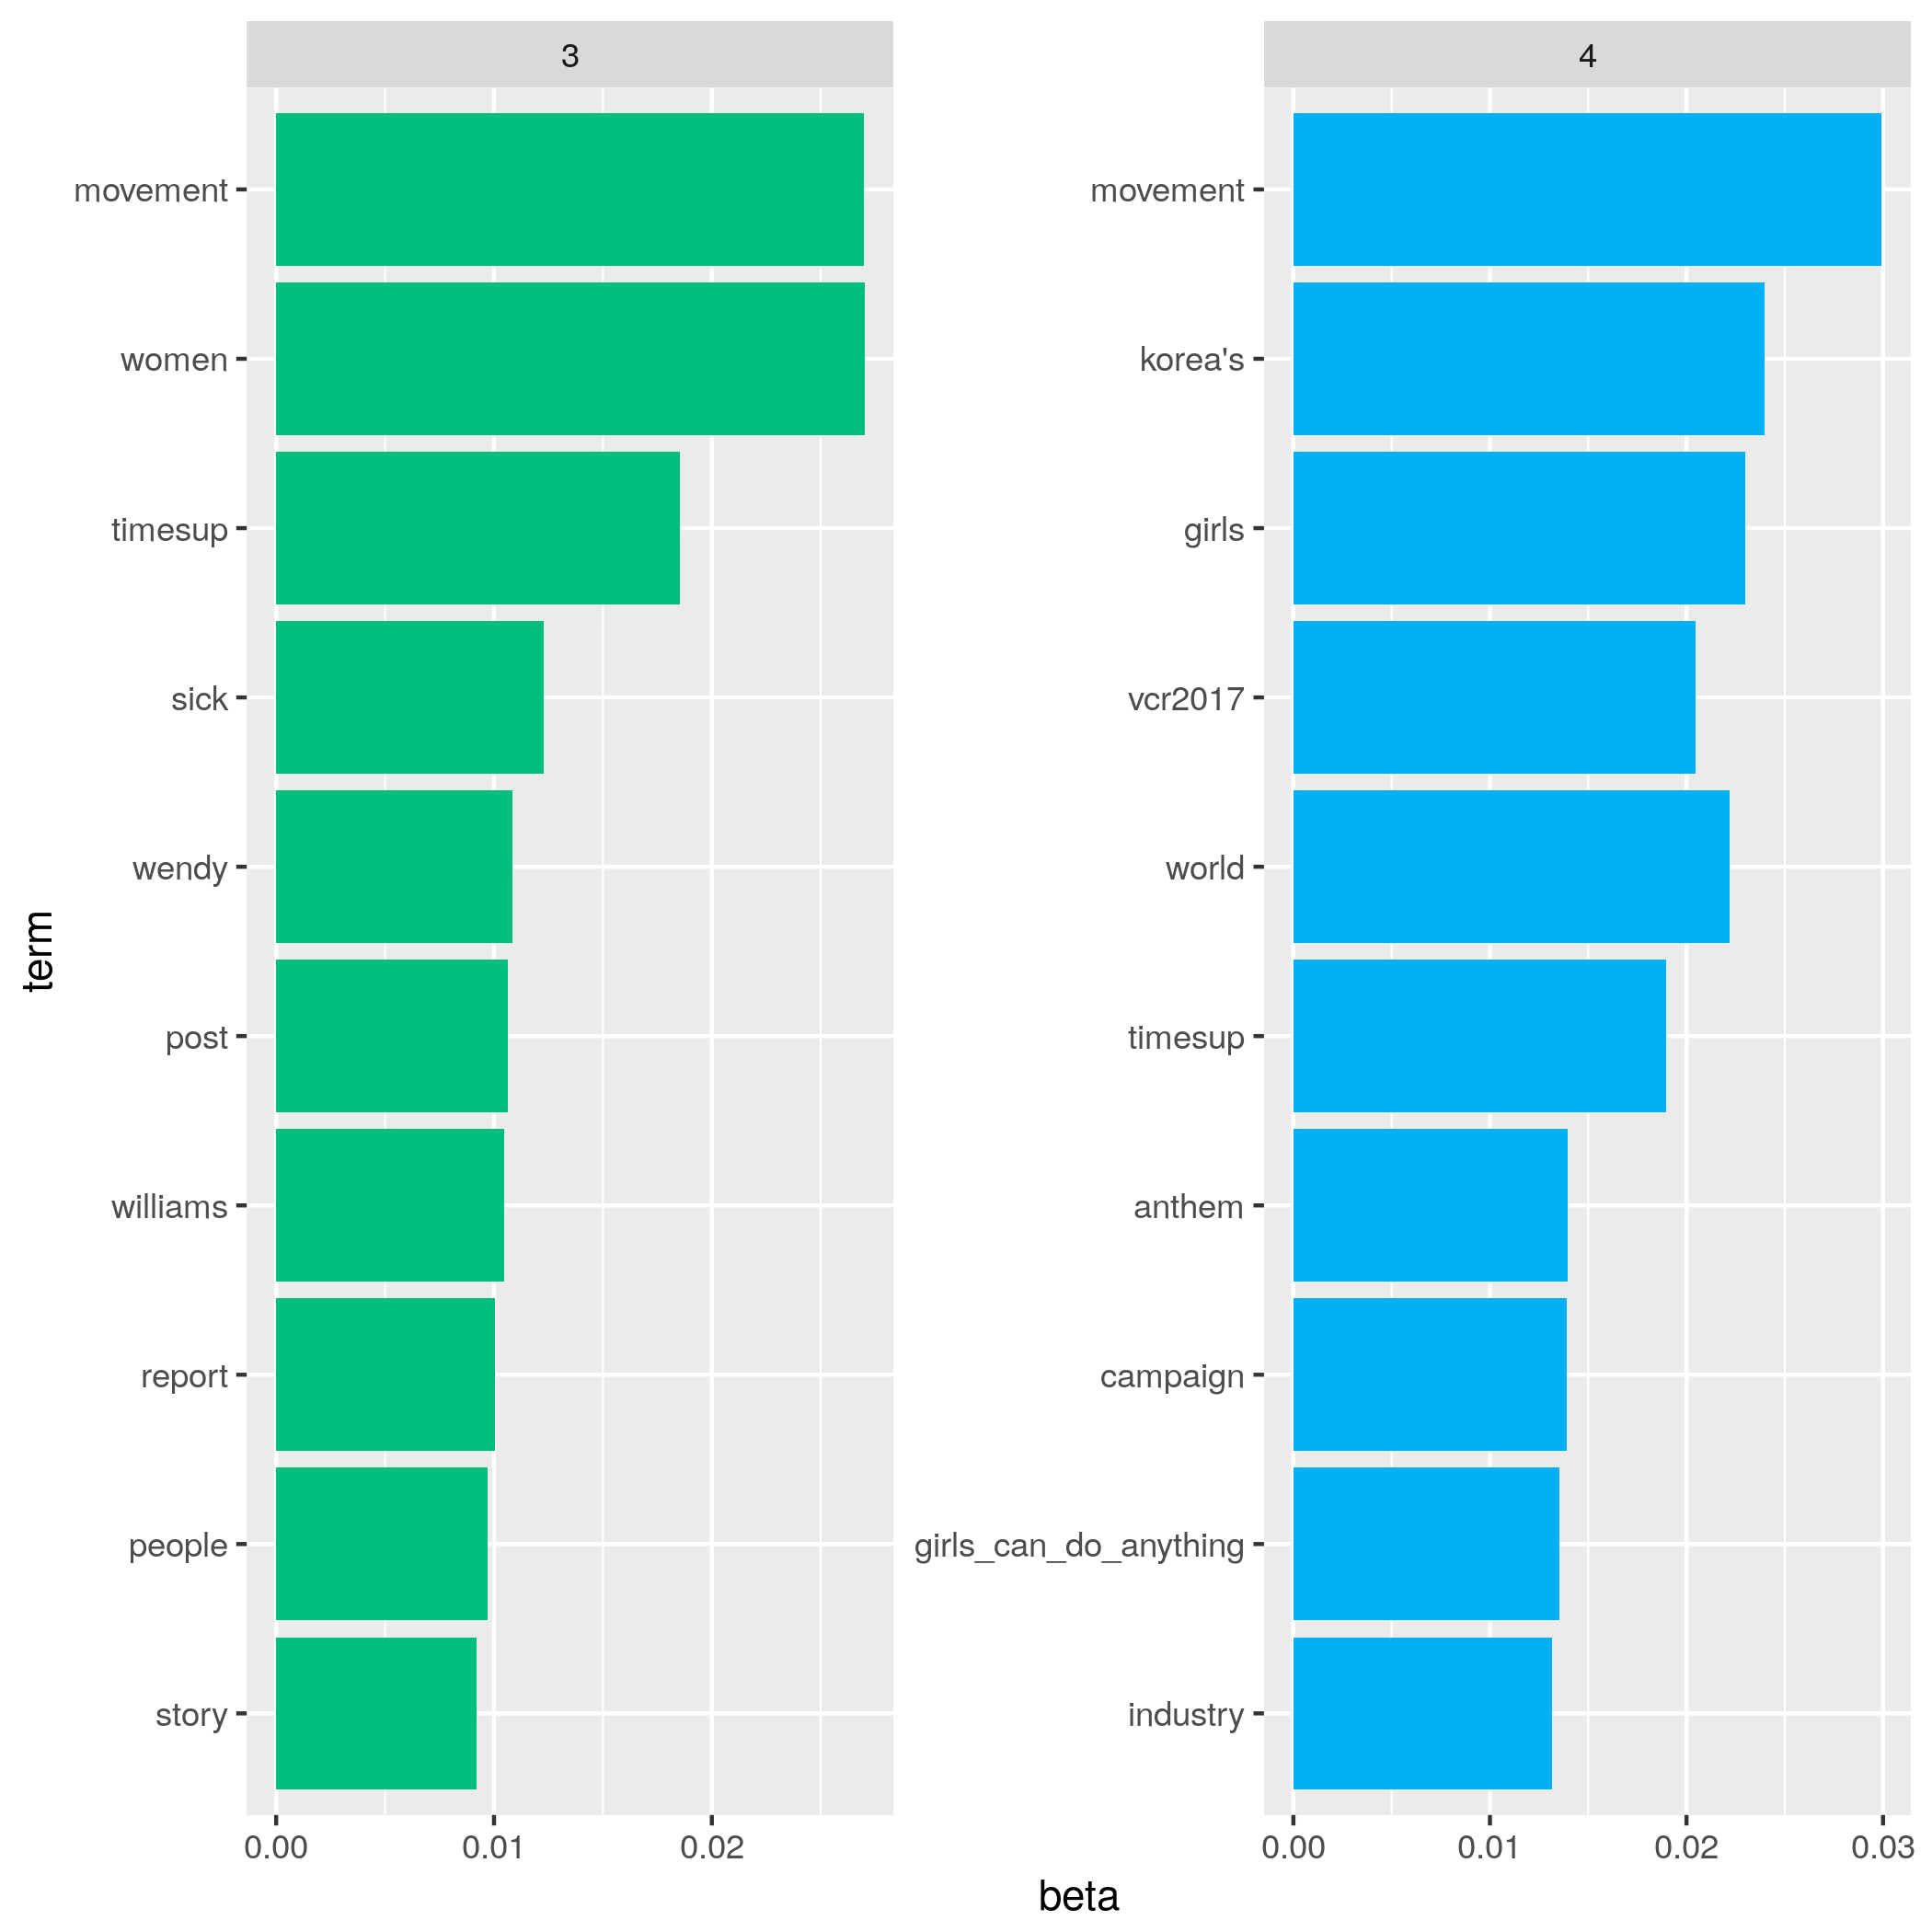 3
movement
women
timesup
sick
wendy
post
williams
report
people
story
0.00 0.01 0.02
4
movement
korea's
girls
vcr2017
world
timesup
anthem
campaign
girls_can_do_anything
industry
0.00 0.01 0.02 0.03
term
beta